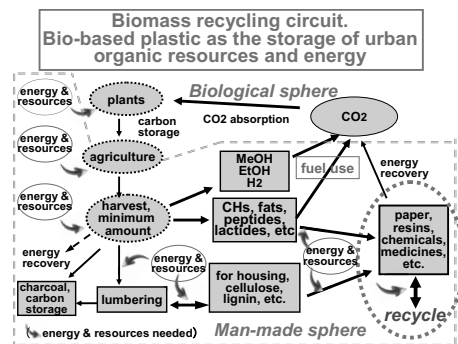 Biomass recycling circuit.
Bio-based plastic as the storage of urban
organic resources and energy
energy &
resources
plants
Biological sphere
CO2
carbon
storage
CO2 absorption
energy &
resources
agriculture
MeOH
EtOH
H2
fuel use
energy
recovery
energy &
resources
harvest,
minimum
amount
CHs, fats,
peptides,
lactides, etc
paper,
resins,
chemicals,
medicines,
etc.
energy
recovery
energy &
resources
energy &
resources
charcoal,
carbon
storage
lumbering
for housing,
cellulose,
lignin, etc.
recycle
energy & resources needed)
Man-made sphere